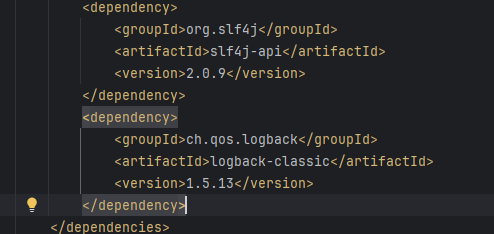 <dependency>
<groupId>org.slf4j</groupId>
<artifactId>slf4j-api</artifactId>
<version>2.0.9</version>
</dependency>
<dependency>
<groupId>ch.qos.logback</groupId>
<artifactId>logback-classic</artifactId>
<version>1.5.13</version>
</dependency>
</dependencies>